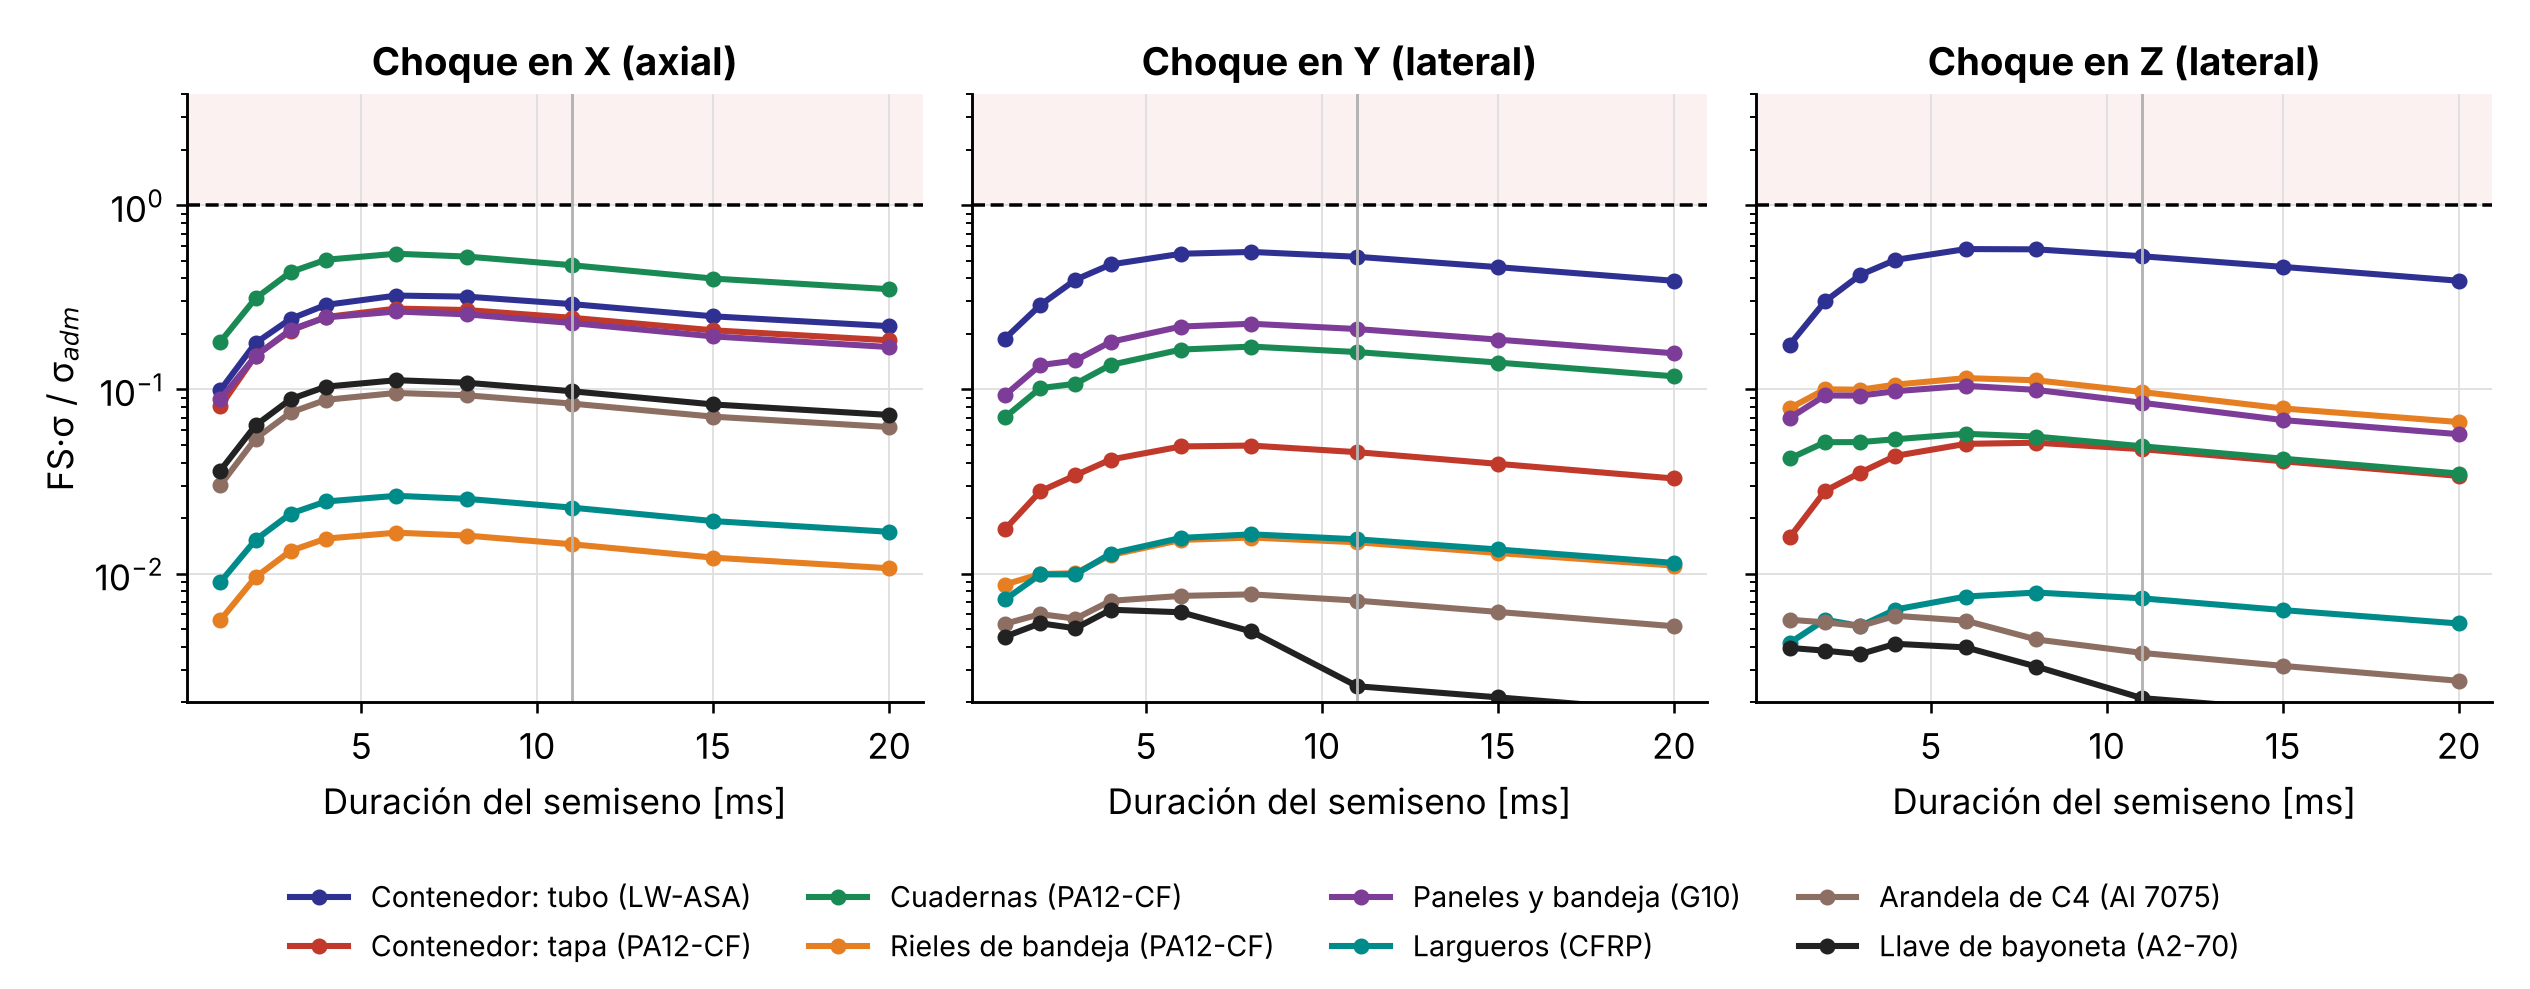 Choque en X (axial)
Choque en Y (lateral)
Choque en Z (lateral)
FS·σ / σadm
10⁰
10⁻¹
10⁻²
5 10 15 20
5 10 15 20
5 10 15 20
Duración del semiseno [ms]
Duración del semiseno [ms]
Duración del semiseno [ms]
Contenedor: tubo (LW-ASA)
Contenedor: tapa (PA12-CF)
Cuadernas (PA12-CF)
Rieles de bandeja (PA12-CF)
Paneles y bandeja (G10)
Largueros (CFRP)
Arandela de C4 (Al 7075)
Llave de bayoneta (A2-70)